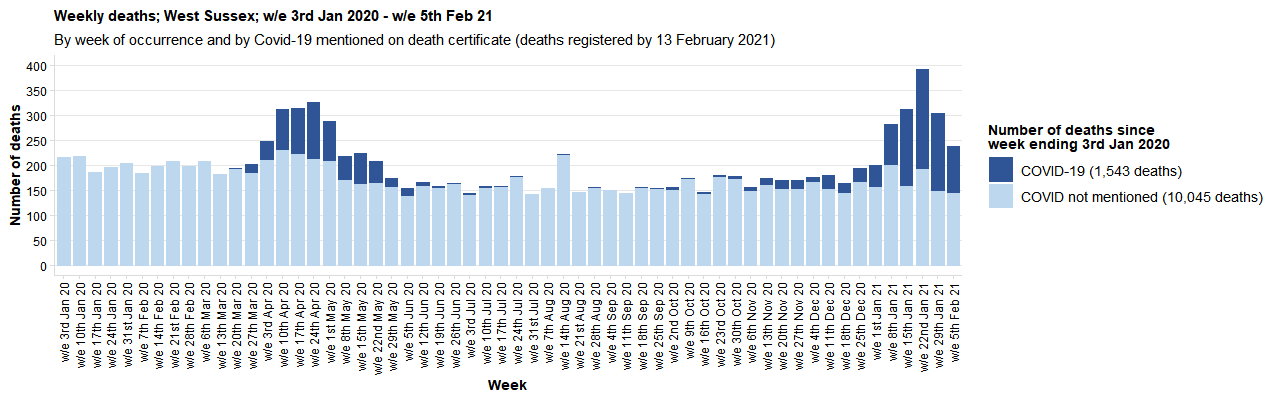 Weekly deaths; West Sussex; w/e 3rd Jan 2020 - w/e 5th Feb 21
By week of occurrence and by Covid-19 mentioned on death certificate (deaths registered by 13 February 2021)
Number of deaths
400
350
300
250
200
150
100
50
0
w/e 3rd Jan 20
w/e 10th Jan 20
w/e 17th Jan 20
w/e 24th Jan 20
w/e 31st Jan 20
w/e 7th Feb 20
w/e 14th Feb 20
w/e 21st Feb 20
w/e 28th Feb 20
w/e 6th Mar 20
w/e 13th Mar 20
w/e 20th Mar 20
w/e 27th Mar 20
w/e 3rd Apr 20
w/e 10th Apr 20
w/e 17th Apr 20
w/e 24th Apr 20
w/e 1st May 20
w/e 8th May 20
w/e 15th May 20
w/e 22nd May 20
w/e 29th May 20
w/e 5th Jun 20
w/e 12th Jun 20
w/e 19th Jun 20
w/e 26th Jun 20
w/e 3rd Jul 20
w/e 10th Jul 20
w/e 17th Jul 20
w/e 24th Jul 20
w/e 31st Jul 20
w/e 7th Aug 20
w/e 14th Aug 20
w/e 21st Aug 20
w/e 28th Aug 20
w/e 4th Sep 20
w/e 11th Sep 20
w/e 18th Sep 20
w/e 25th Sep 20
w/e 2nd Oct 20
w/e 9th Oct 20
w/e 16th Oct 20
w/e 23rd Oct 20
w/e 30th Oct 20
w/e 6th Nov 20
w/e 13th Nov 20
w/e 20th Nov 20
w/e 27th Nov 20
w/e 4th Dec 20
w/e 11th Dec 20
w/e 18th Dec 20
w/e 25th Dec 20
w/e 1st Jan 21
w/e 8th Jan 21
w/e 15th Jan 21
w/e 22nd Jan 21
w/e 29th Jan 21
w/e 5th Feb 21
Week
Number of deaths since
week ending 3rd Jan 2020
COVID-19 (1,543 deaths)
COVID not mentioned (10,045 deaths)